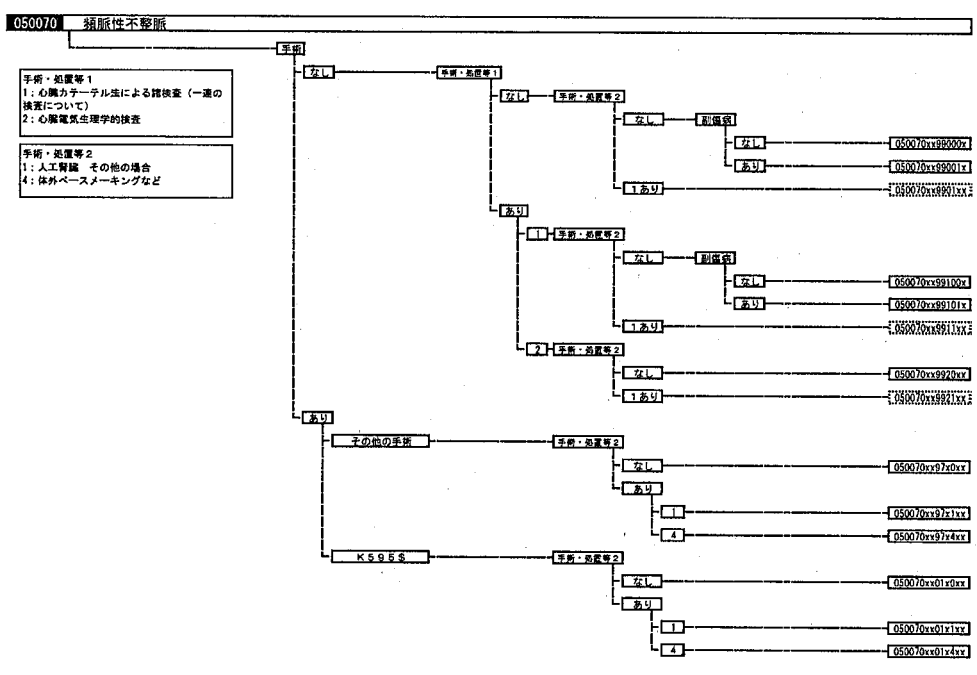 050070 頻脈性不整脈
手術
手術・処置等1
1:心臓カテーテル法による諸検査(一連の
検査について)
2:心臓電気生理学的検査
手術・処置等2
1:人工腎臓 その他の場合
4:体外ペースメーキングなど
なし 手術・処置等1
なし 手術・処置等2
なし 副傷病
なし 050070xx99000x
あり 050070xx99001x
1あり 050070xx9901xx
あり
1 手術・処置等2
なし 副傷病
なし 050070xx99100x
あり 050070xx99101x
1あり 050070xx9911xx
2 手術・処置等2
なし 050070xx9920xx
1あり 050070xx9921xx
あり
その他の手術 手術・処置等2
なし 050070xx97x0xx
あり
1 050070xx97x1xx
4 050070xx97x4xx
K595$ 手術・処置等2
なし 050070xx01x0xx
あり
1 050070xx01x1xx
4 050070xx01x4xx